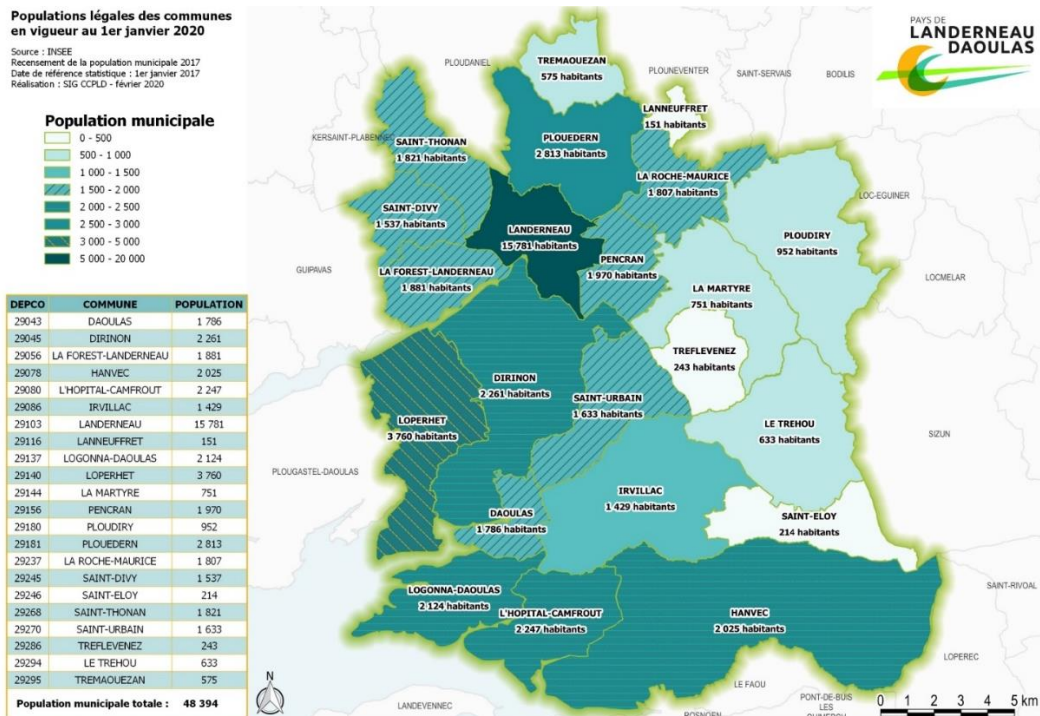 Populations légales des communes
en vigueur au 1er janvier 2020
Source : INSEE
Recensement de la population municipale 2017
Date de référence statistique : 1er janvier 2017
Réalisation : SIG CCPLD - février 2020
Population municipale
0 - 500
500 - 1 000
1 000 - 1 500
1 500 - 2 000
2 000 - 2 500
2 500 - 3 000
3 000 - 5 000
5 000 - 20 000
DEPCO COMMUNE POPULATION
29043 DAOULAS 1 786
29045 DIRINON 2 261
29056 LA FOREST-LANDERNEAU 1 881
29078 HANVEC 2 025
29080 L'HOPITAL-CAMFROUT 2 247
29086 IRVILLAC 1 429
29103 LANDERNEAU 15 781
29116 LANNEUFFRET 151
29137 LOGONNA-DAOULAS 2 124
29140 LOPERHET 3 760
29144 LA MARTYRE 751
29156 PENCRAN 1 970
29180 PLOUDIRY 952
29181 PLOUEDERN 2 813
29237 LA ROCHE-MAURICE 1 807
29245 SAINT-DIVY 1 537
29246 SAINT-ELOY 214
29268 SAINT-THONAN 1 821
29270 SAINT-URBAIN 1 633
29286 TREFLEVENEZ 243
29294 LE TREHOU 633
29295 TREMAOUEZAN 575
Population municipale totale : 48 394
PAYS DE
LANDERNEAU
DAOULAS
PLOUDANIEL
TREMAOUEZAN
575 habitants
PLOUNEVENTER
SAINT-SERVAIS
BODILIS
LANNEUFFRET
151 habitants
KERSAINT-PLABENNEC
SAINT-THONAN
1 821 habitants
PLOUEDERN
2 813 habitants
LA ROCHE-MAURICE
1 807 habitants
LOC-EGUINER
SAINT-DIVY
1 537 habitants
LANDERNEAU
15 781 habitants
PLOUDIRY
952 habitants
GUIPAVAS
LA FOREST-LANDERNEAU
1 881 habitants
PENCRAN
1 970 habitants
LOCMELAR
LA MARTYRE
751 habitants
TREFLEVENEZ
243 habitants
DIRINON
2 261 habitants
SAINT-URBAIN
1 633 habitants
LOPERHET
3 760 habitants
LE TREHOU
633 habitants
SIZUN
PLOUGASTEL-DAOULAS
IRVILLAC
1 429 habitants
DAOULAS
1 786 habitants
SAINT-ELOY
214 habitants
LOGONNA-DAOULAS
2 124 habitants
L'HOPITAL-CAMFROUT
2 247 habitants
HANVEC
2 025 habitants
SAINT-RIVOAL
LOPEREC
LE FAOU
LANDEVENNEC
PONT-DE-BUIS
LES
N
0 1 2 3 4 5 km